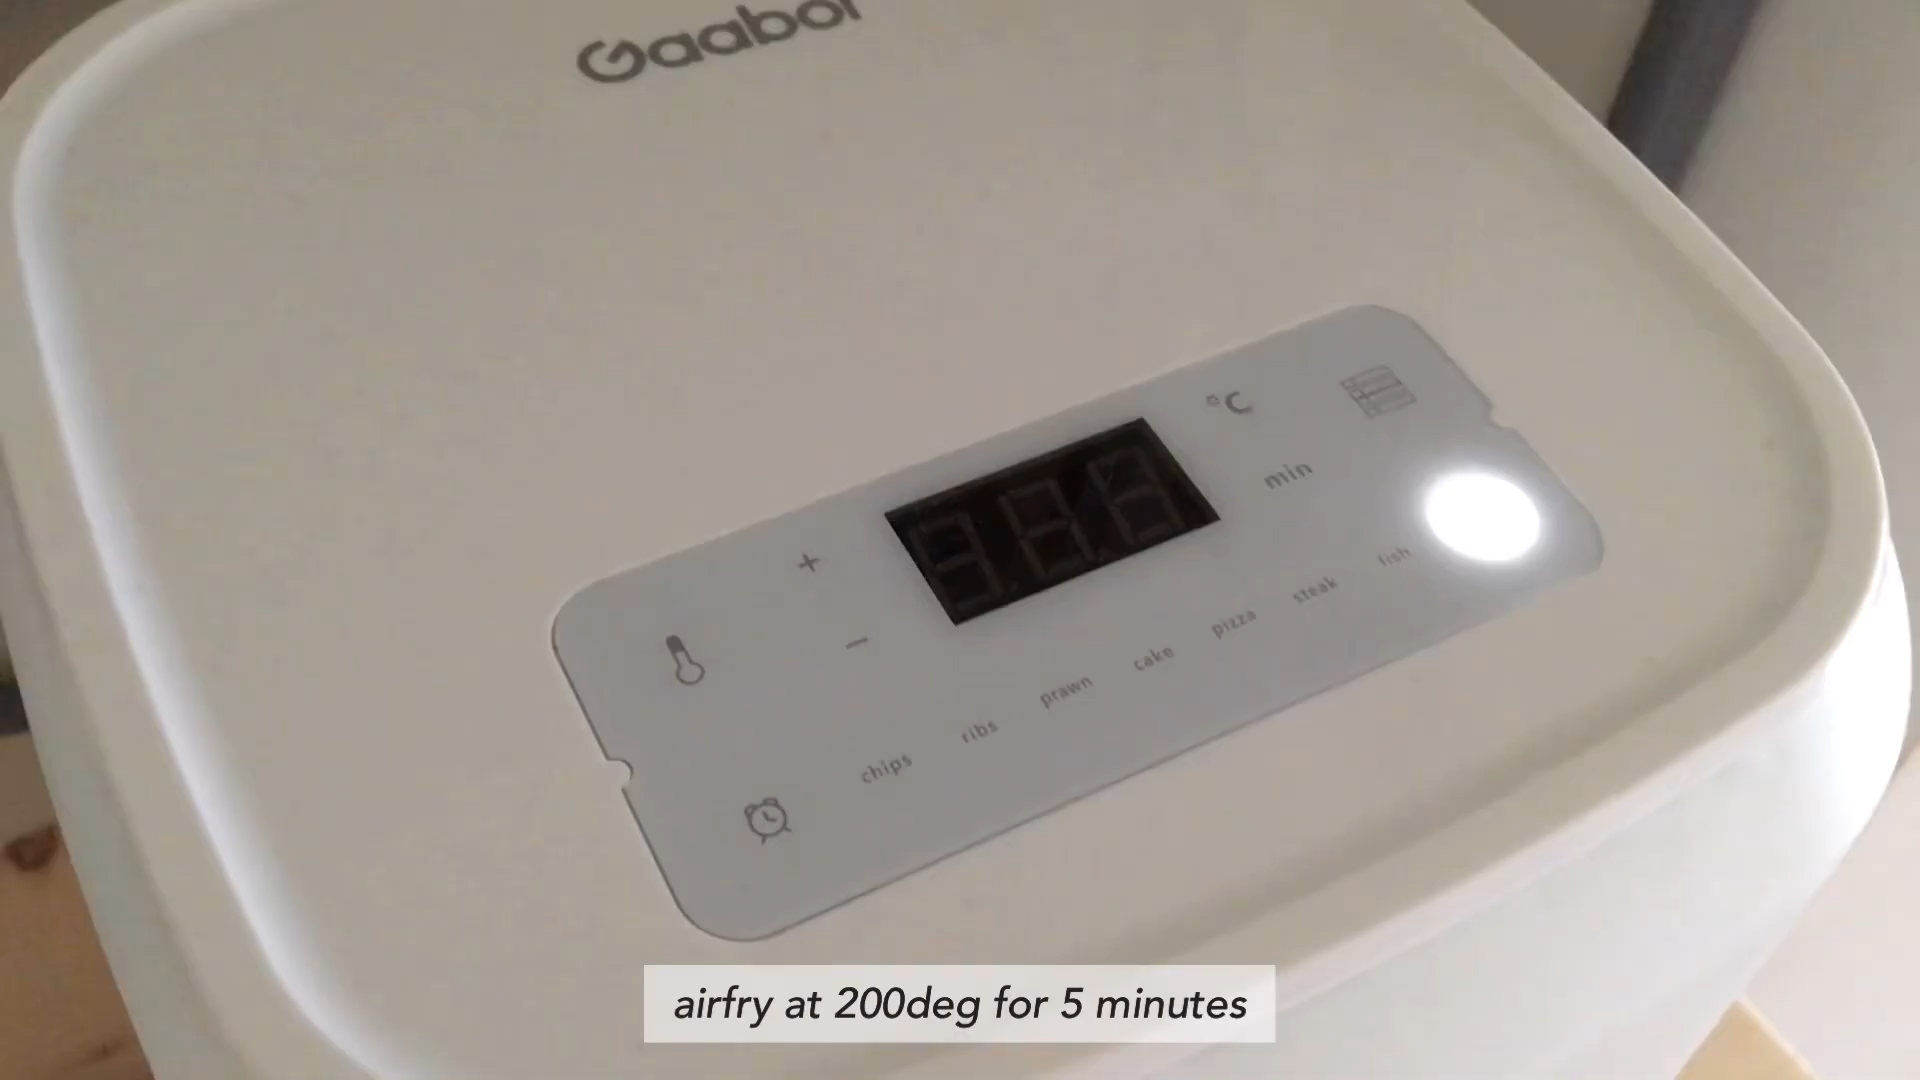 Gaabor
°C
min
+
−
fish
steak
pizza
cake
prawn
ribs
chips
airfry at 200deg for 5 minutes